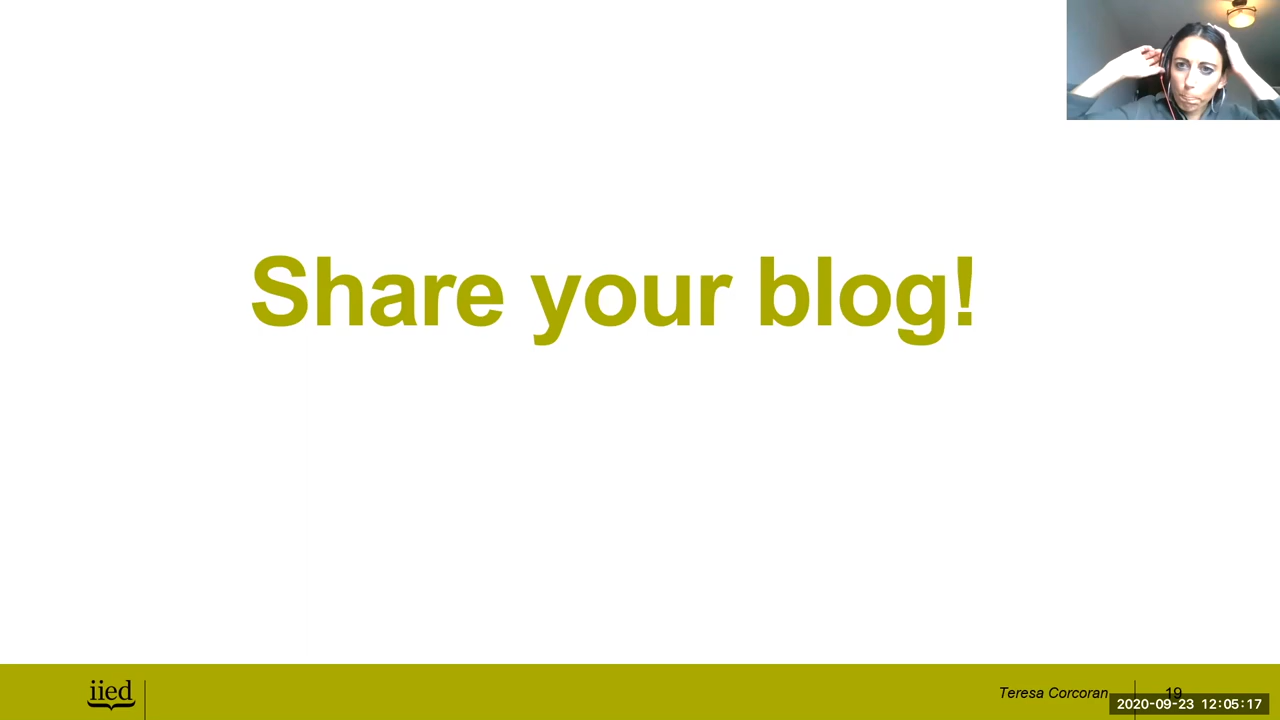 Share your blog!
iied
Teresa Corcoran
19
2020-09-23 12:05:17